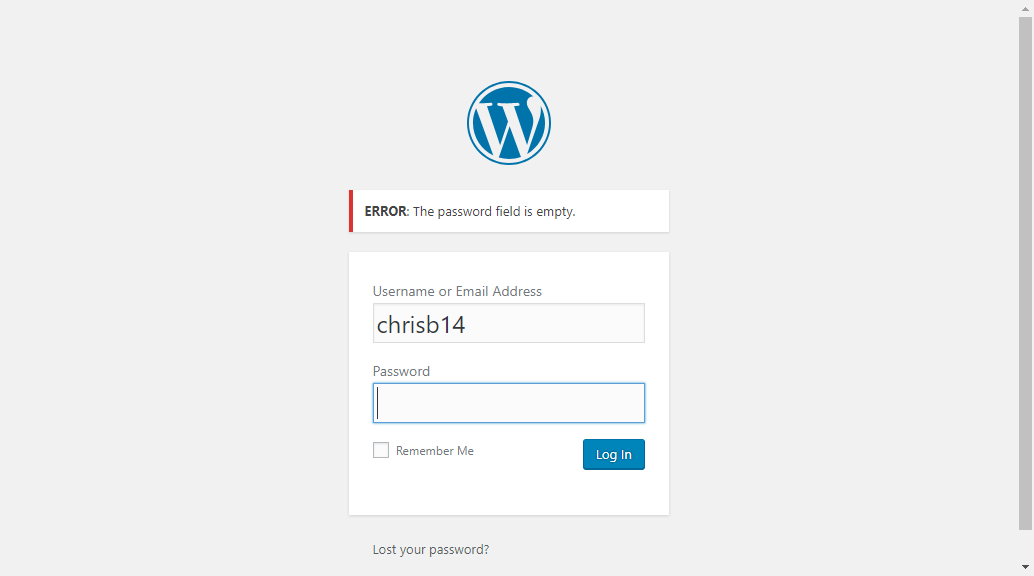 ERROR: The password field is empty.
Username or Email Address
chrisb14
Password
Remember Me
Log In
Lost your password?